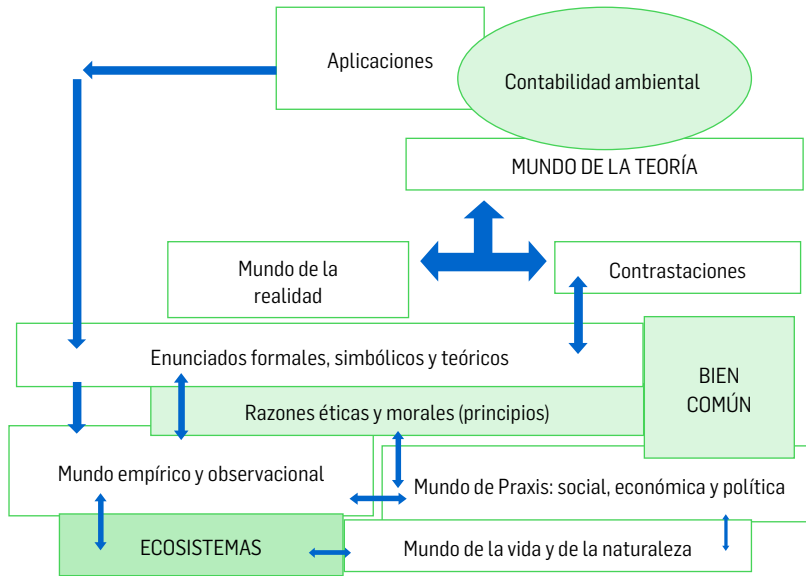 Aplicaciones
Contabilidad ambiental
MUNDO DE LA TEORÍA
Mundo de la
realidad
Contrastaciones
Enunciados formales, simbólicos y teóricos
BIEN
COMÚN
Razones éticas y morales (principios)
Mundo empírico y observacional
Mundo de Praxis: social, económica y política
ECOSISTEMAS
Mundo de la vida y de la naturaleza